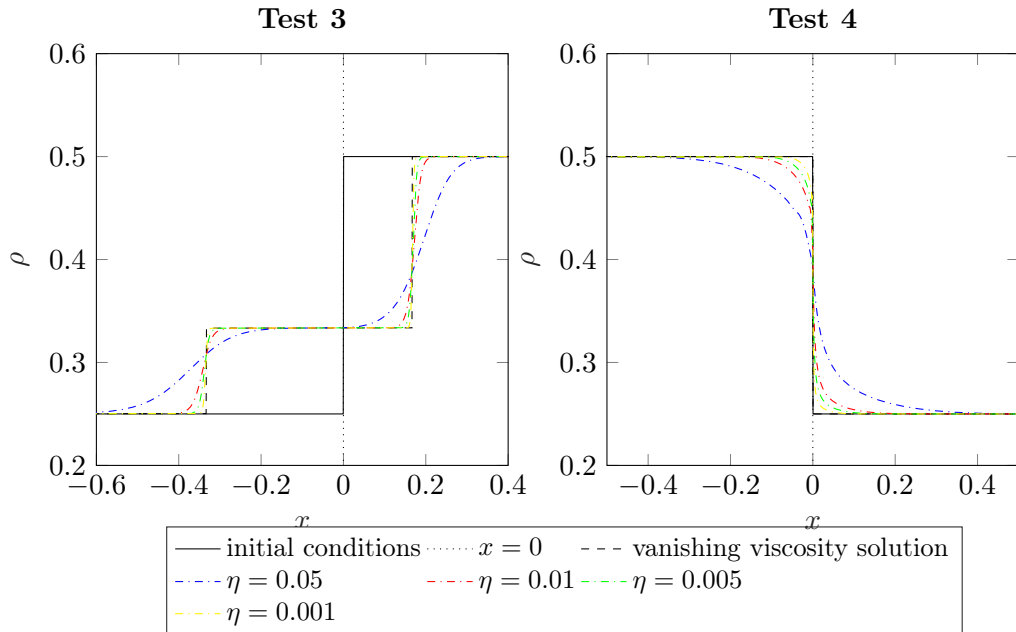 Test 3
Test 4
0.6
0.5
0.4
0.3
0.2
ρ
−0.6
−0.4
−0.2
0
0.2
0.4
x
0.6
0.5
0.4
0.3
0.2
ρ
−0.4
−0.2
0
0.2
0.4
x
initial conditions x = 0 vanishing viscosity solution
η = 0.05 η = 0.01 η = 0.005
η = 0.001